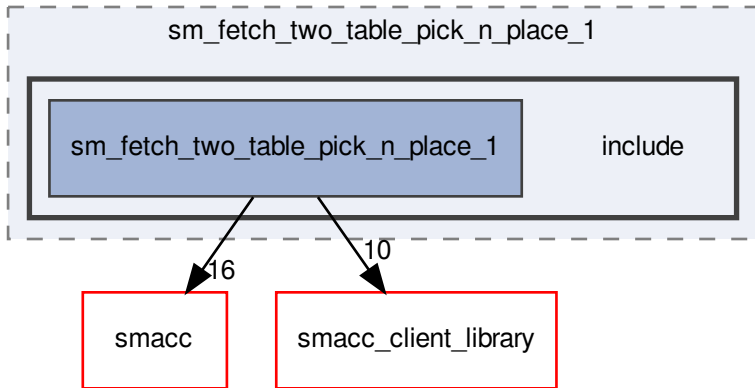 sm_fetch_two_table_pick_n_place_1
sm_fetch_two_table_pick_n_place_1
include
16
10
smacc
smacc_client_library